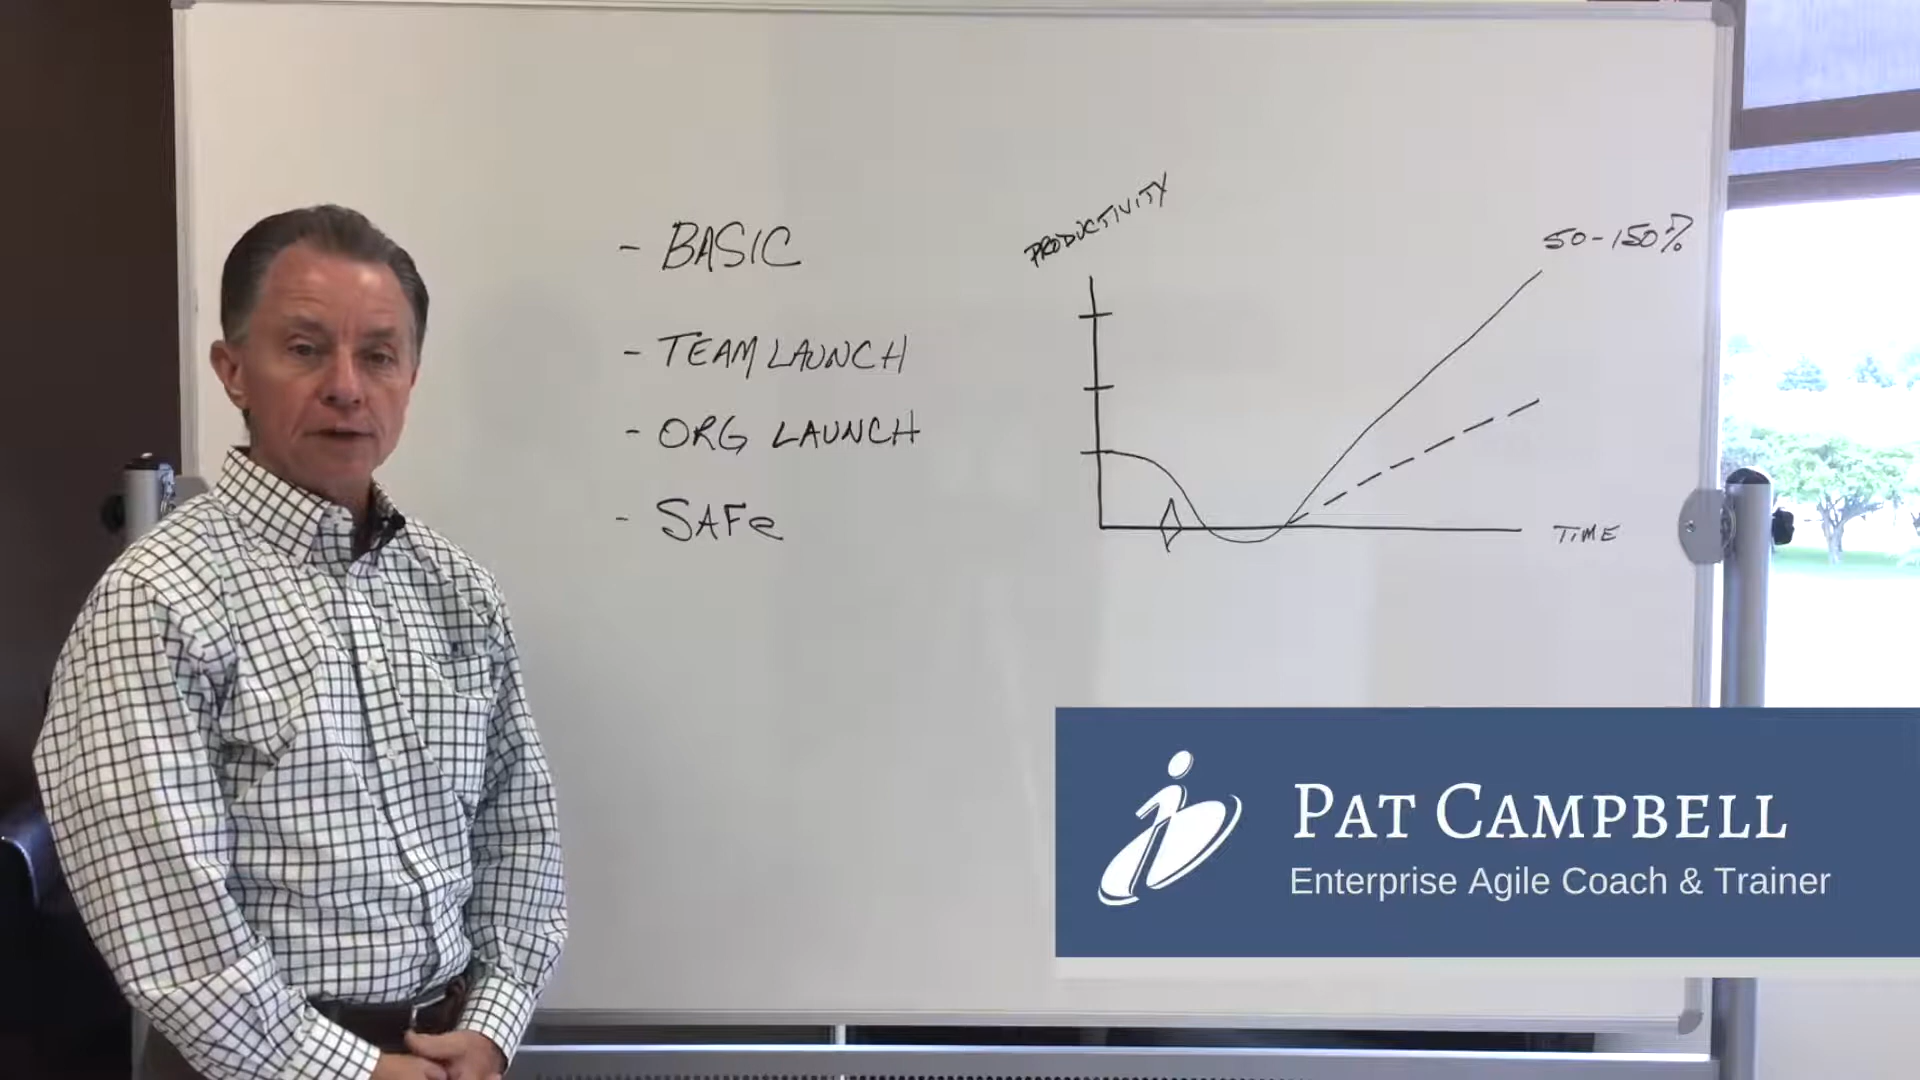 - BASIC
- TEAM LAUNCH
- ORG LAUNCH
- SAFe
PRODUCTIVITY
50-150%
TIME
PAT CAMPBELL
Enterprise Agile Coach & Trainer